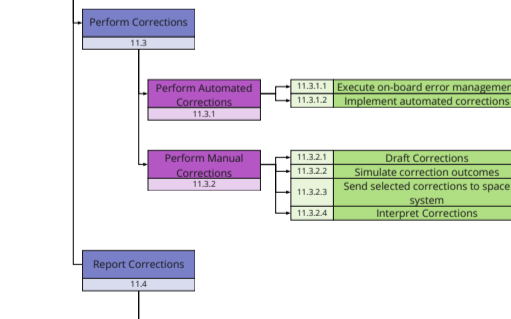 Perform Corrections
11.3
Perform Automated
Corrections
11.3.1
11.3.1.1 Execute on-board error managemen
11.3.1.2 Implement automated corrections
Perform Manual
Corrections
11.3.2
11.3.2.1 Draft Corrections
11.3.2.2 Simulate correction outcomes
11.3.2.3 Send selected corrections to space
system
11.3.2.4 Interpret Corrections
Report Corrections
11.4